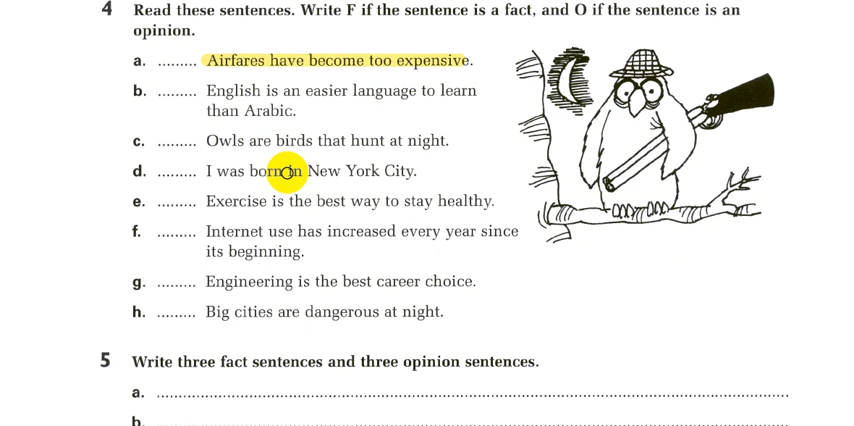 4 Read these sentences. Write F if the sentence is a fact, and O if the sentence is an
opinion.
a. ......... Airfares have become too expensive.
b. ......... English is an easier language to learn
than Arabic.
c. ......... Owls are birds that hunt at night.
d. ......... I was born in New York City.
e. ......... Exercise is the best way to stay healthy.
f. ......... Internet use has increased every year since
its beginning.
g. ......... Engineering is the best career choice.
h. ......... Big cities are dangerous at night.
5 Write three fact sentences and three opinion sentences.
a. ....................................................................................................
b. ....................................................................................................